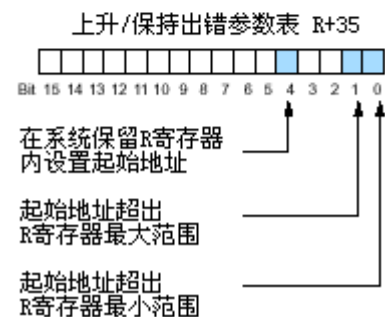 上升/保持出错参数表 R+35
Bit 15 14 13 12 11 10 9 8 7 6 5 4 3 2 1 0
在系统保留R寄存器
内设置起始地址
起始地址超出
R寄存器最大范围
起始地址超出
R寄存器最小范围